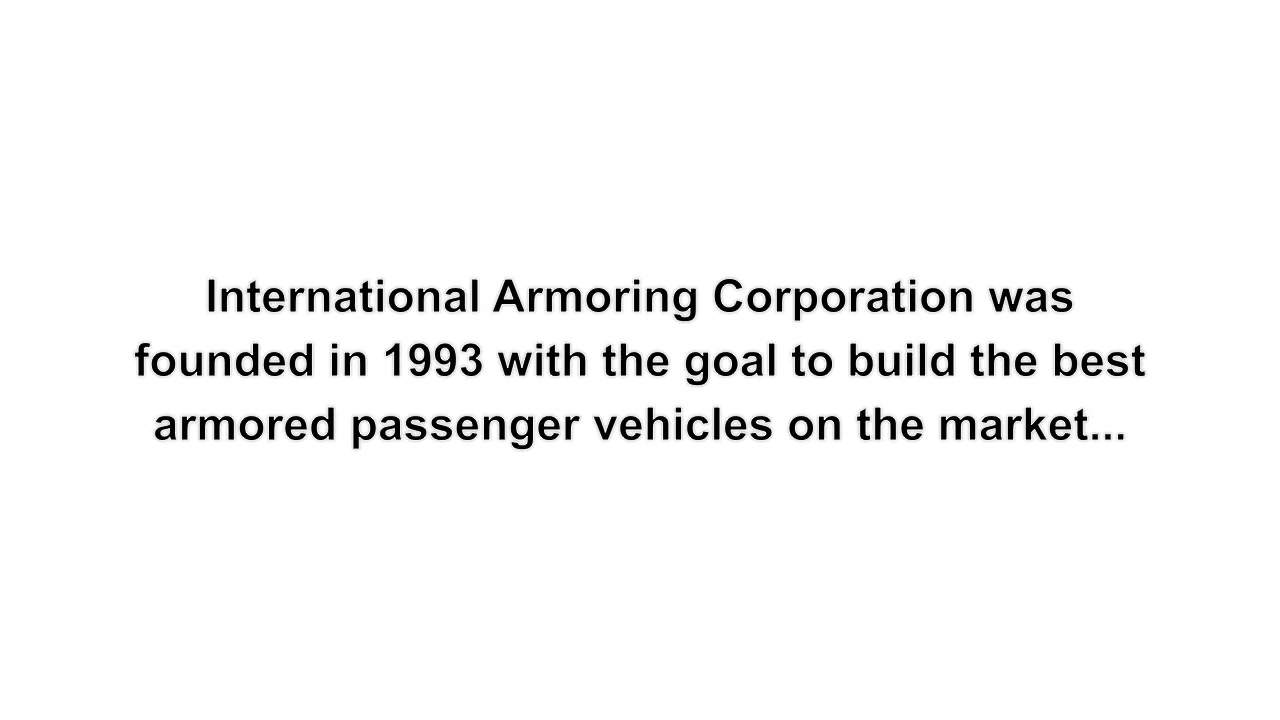 International Armoring Corporation was
founded in 1993 with the goal to build the best
armored passenger vehicles on the market...